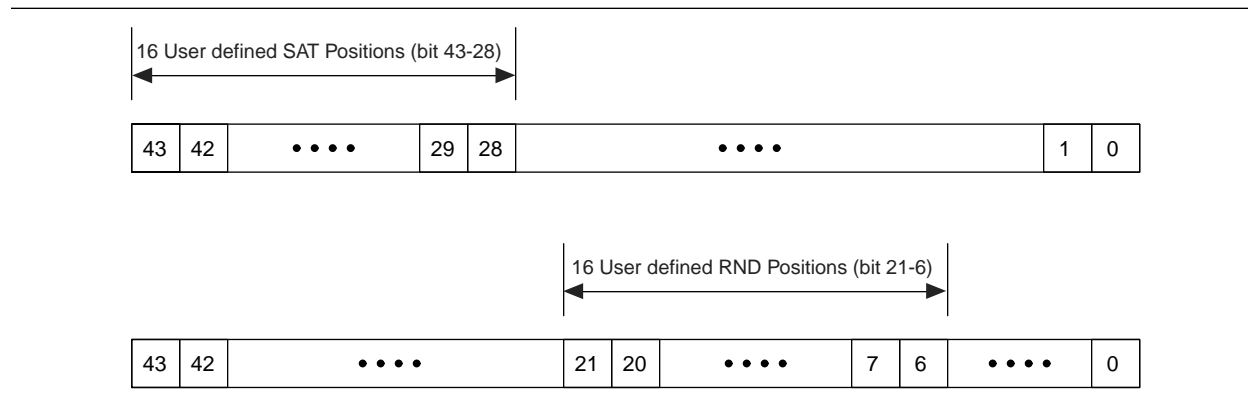 16 User defined SAT Positions (bit 43-28)
43 42 •••• 29 28 •••• 1 0
16 User defined RND Positions (bit 21-6)
43 42 •••• 21 20 •••• 7 6 •••• 0